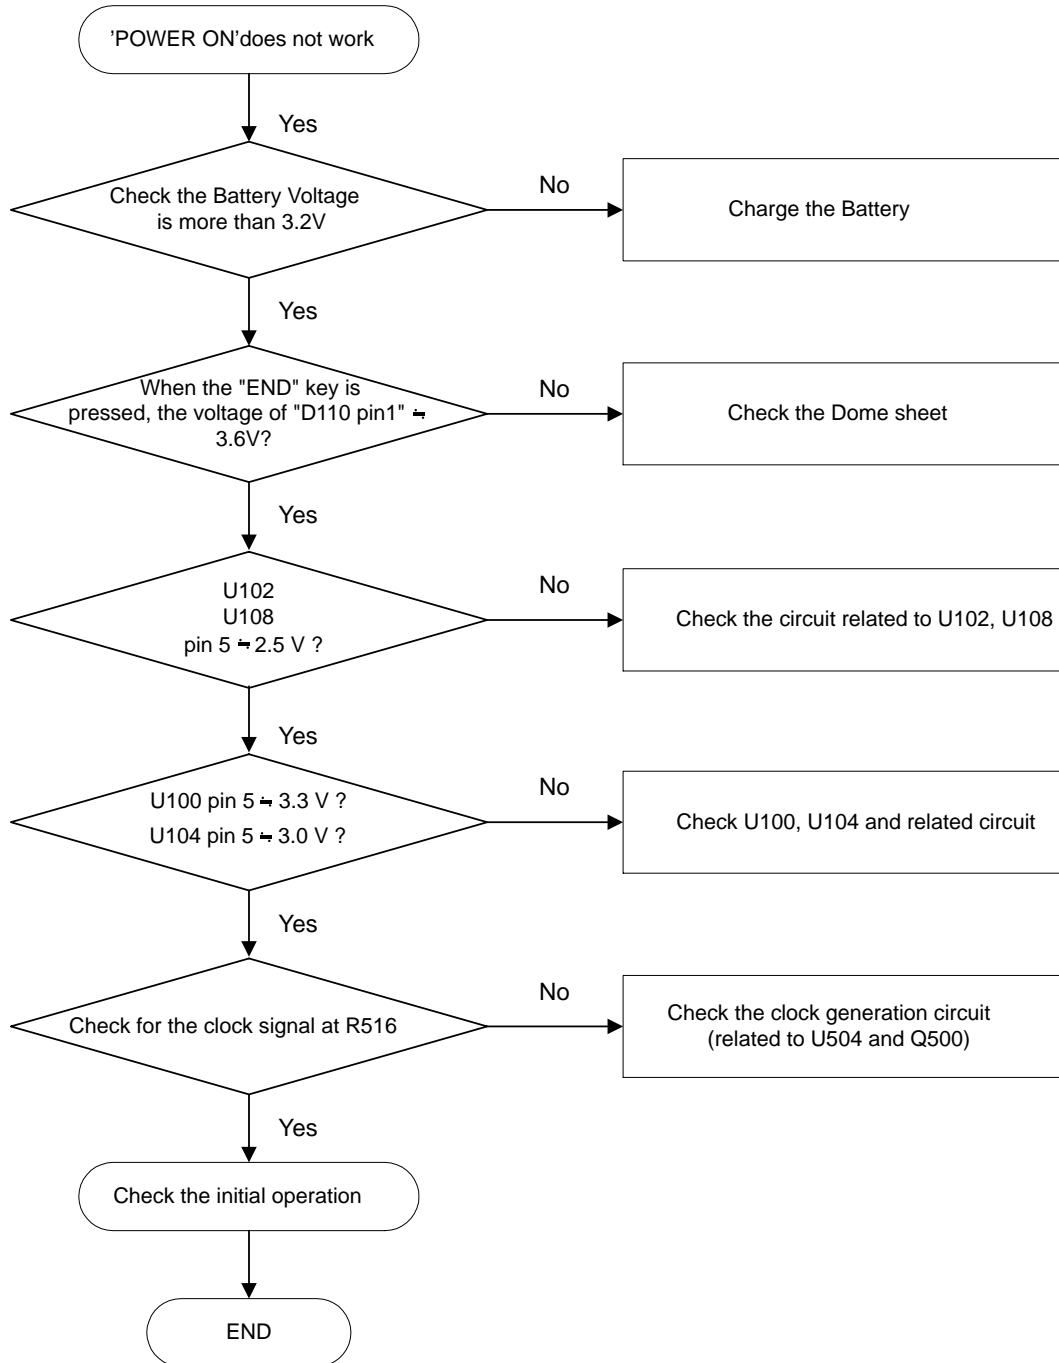 'POWER ON'does not work
Yes
Check the Battery Voltage
is more than 3.2V
No
Charge the Battery
Yes
When the "END" key is
pressed, the voltage of "D110 pin1" ≒
3.6V?
No
Check the Dome sheet
Yes
U102
U108
pin 5 ≒ 2.5 V ?
No
Check the circuit related to U102, U108
Yes
U100 pin 5 ≒ 3.3 V ?
U104 pin 5 ≒ 3.0 V ?
No
Check U100, U104 and related circuit
Yes
Check for the clock signal at R516
No
Check the clock generation circuit
(related to U504 and Q500)
Yes
Check the initial operation
END